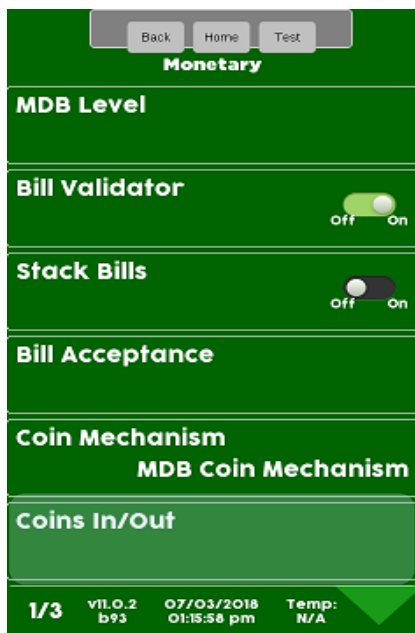 Back Home Test
Monetary
MDB Level
Bill Validator
Off On
Stack Bills
Off On
Bill Acceptance
Coin Mechanism
MDB Coin Mechanism
Coins In/Out
1/3 v11.0.2 07/03/2018 Temp:
b93 01:15:58 pm N/A